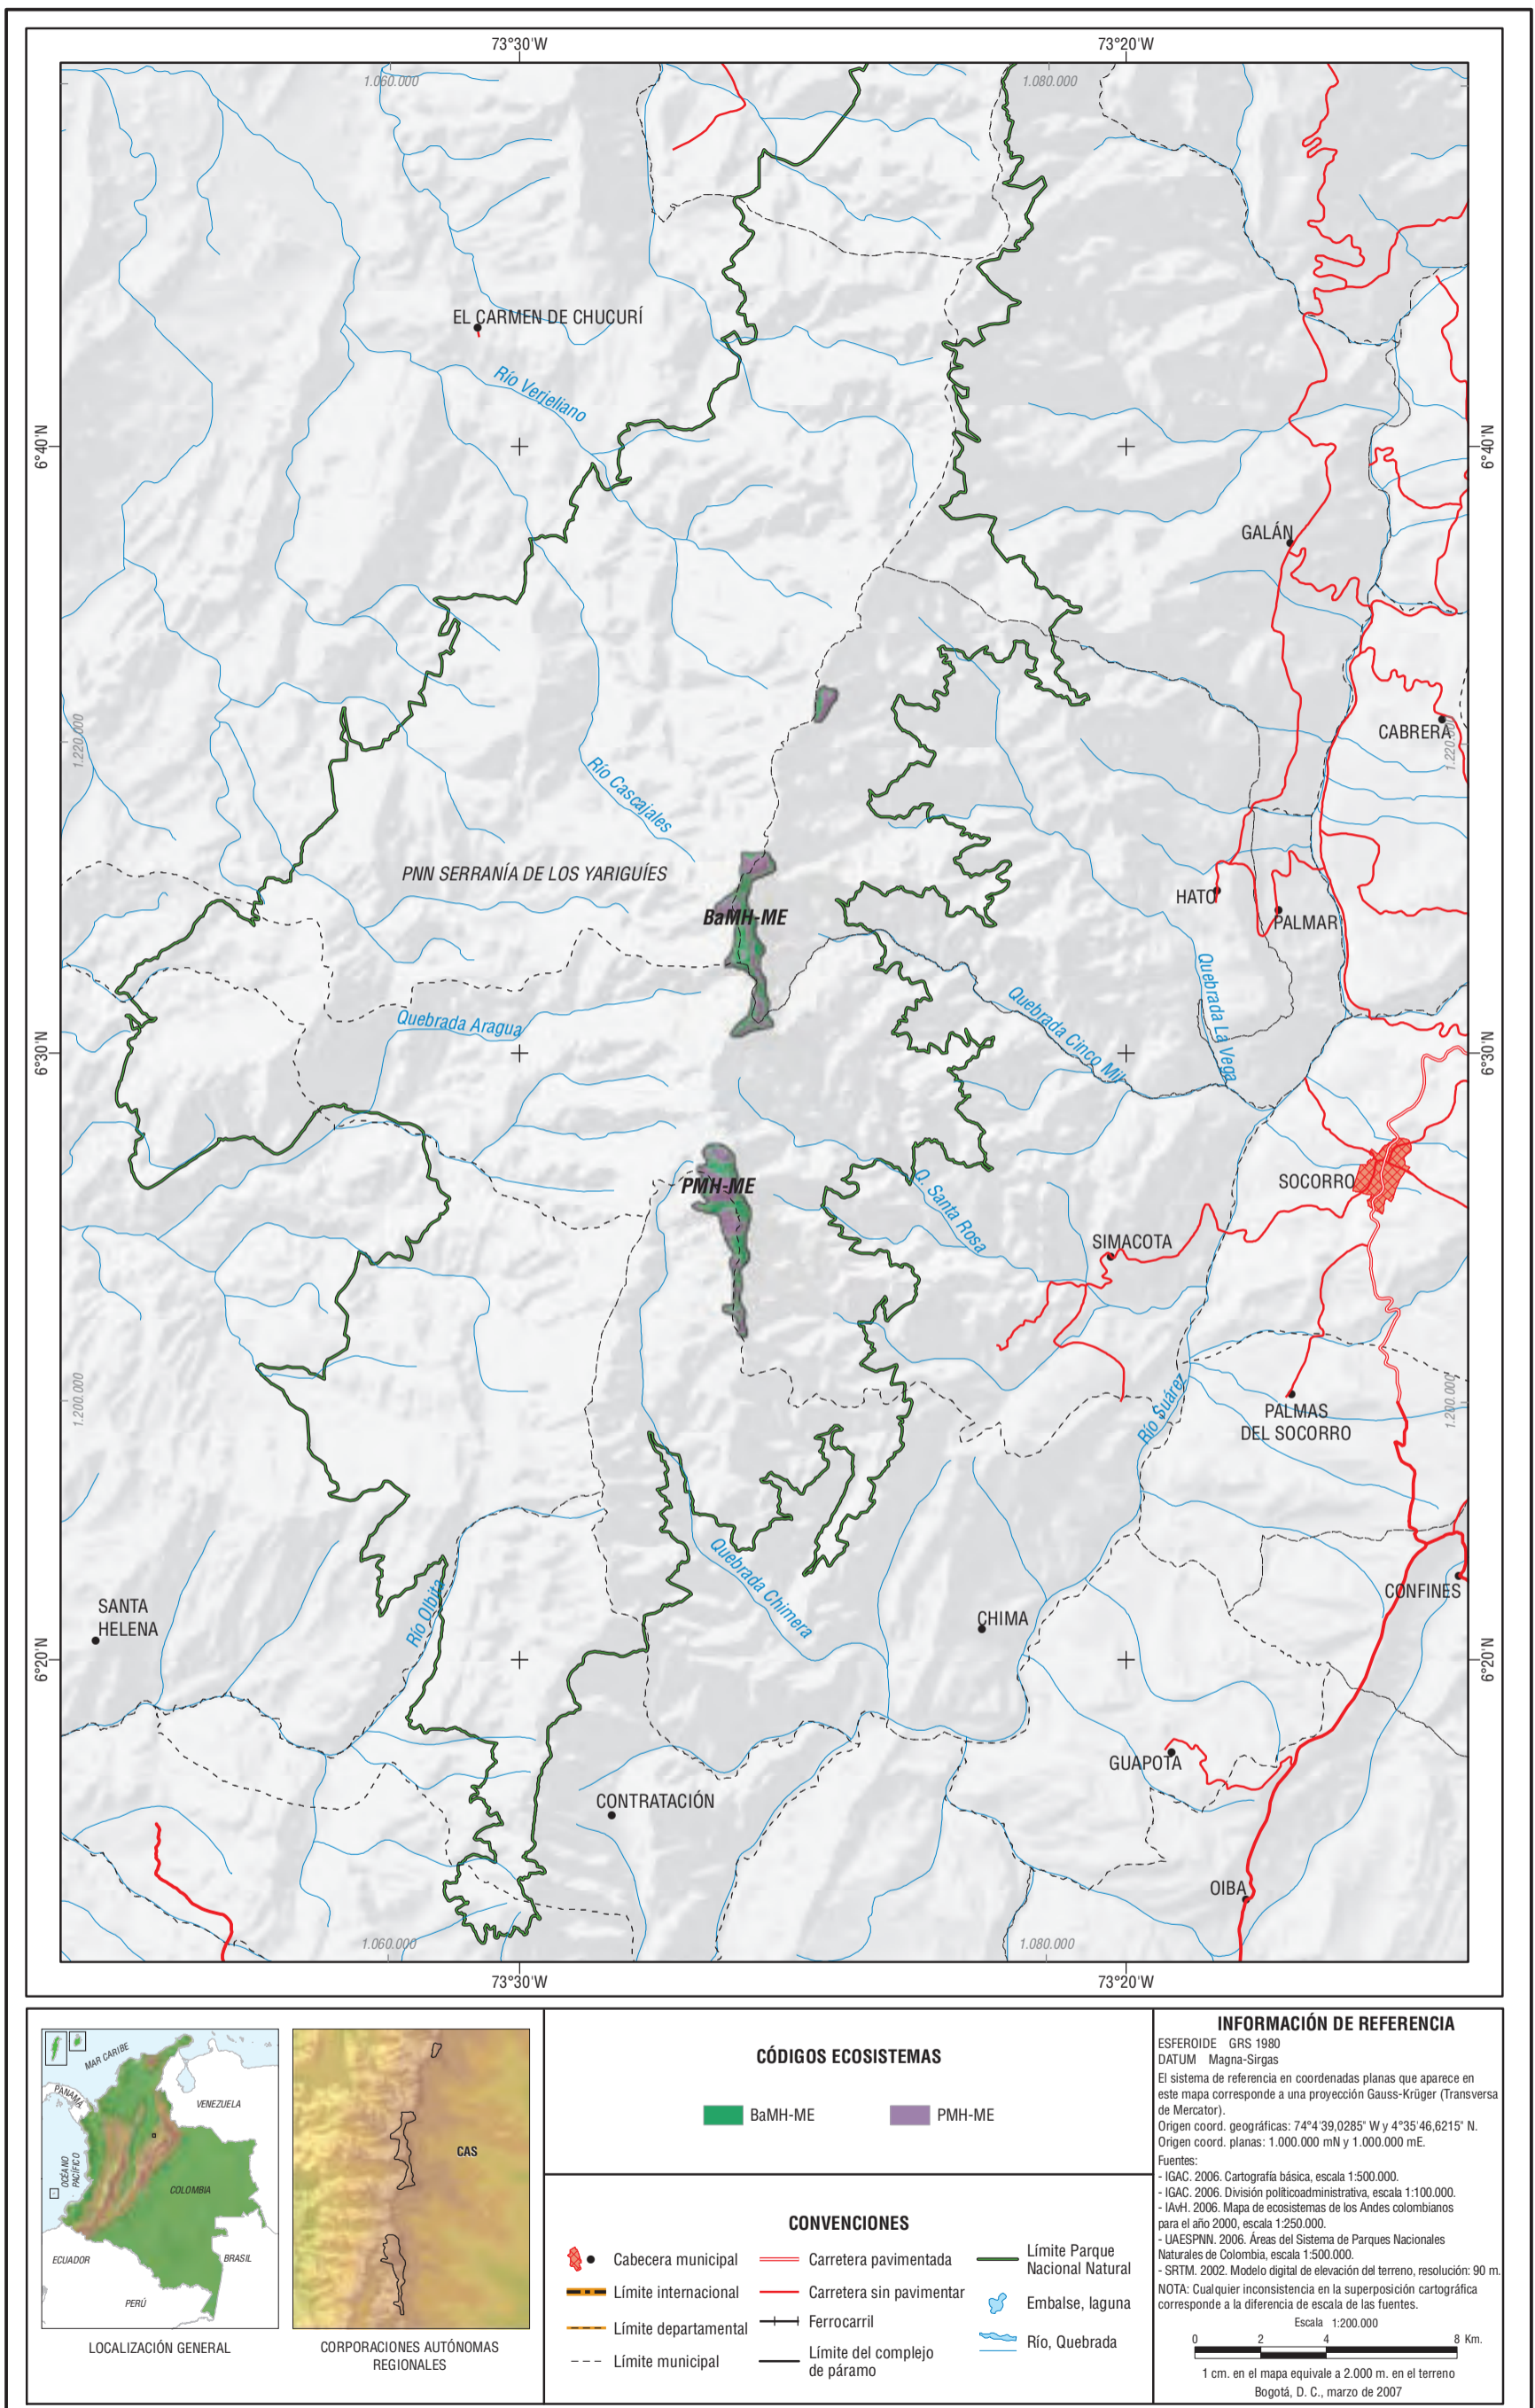 73°30'W
73°20'W
1.060.000
1.080.000
EL CARMEN DE CHUCURÍ
Río Verjeliano
6°40'N
6°40'N
GALÁN
CABRERA
1.220.000
1.220.000
Río Cascajales
PNN SERRANÍA DE LOS YARIGUÍES
BaMH-ME
HATO
PALMAR
Quebrada La Vega
Quebrada Cinco Mil
Quebrada Aragua
6°30'N
6°30'N
PMH-ME
SOCORRO
Q. Santa Rosa
SIMACOTA
Río Suárez
1.200.000
1.200.000
PALMAS
DEL SOCORRO
Quebrada Chimera
CONFINES
SANTA
HELENA
Río Olbita
CHIMA
6°20'N
6°20'N
GUAPOTA
CONTRATACIÓN
OIBA
1.060.000
1.080.000
73°30'W
73°20'W
MAR CARIBE
PANAMÁ
VENEZUELA
OCÉANO
PACÍFICO
COLOMBIA
ECUADOR
BRASIL
PERÚ
LOCALIZACIÓN GENERAL
CAS
CORPORACIONES AUTÓNOMAS
REGIONALES
CÓDIGOS ECOSISTEMAS
BaMH-ME
PMH-ME
CONVENCIONES
Cabecera municipal
Límite internacional
Límite departamental
Límite municipal
Carretera pavimentada
Carretera sin pavimentar
Ferrocarril
Límite del complejo
de páramo
Límite Parque
Nacional Natural
Embalse, laguna
Río, Quebrada
INFORMACIÓN DE REFERENCIA
ESFEROIDE GRS 1980
DATUM Magna-Sirgas
El sistema de referencia en coordenadas planas que aparece en
este mapa corresponde a una proyección Gauss-Krüger (Transversa
de Mercator).
Origen coord. geográficas: 74°4'39,0285" W y 4°35'46,6215" N.
Origen coord. planas: 1.000.000 mN y 1.000.000 mE.
Fuentes:
- IGAC. 2006. Cartografía básica, escala 1:500.000.
- IGAC. 2006. División políticoadministrativa, escala 1:100.000.
- IAvH. 2006. Mapa de ecosistemas de los Andes colombianos
para el año 2000, escala 1:250.000.
- UAESPNN. 2006. Áreas del Sistema de Parques Nacionales
Naturales de Colombia, escala 1:500.000.
- SRTM. 2002. Modelo digital de elevación del terreno, resolución: 90 m.
NOTA: Cualquier inconsistencia en la superposición cartográfica
corresponde a la diferencia de escala de las fuentes.
Escala 1:200.000
0 2 4 8 Km.
1 cm. en el mapa equivale a 2.000 m. en el terreno
Bogotá, D. C., marzo de 2007